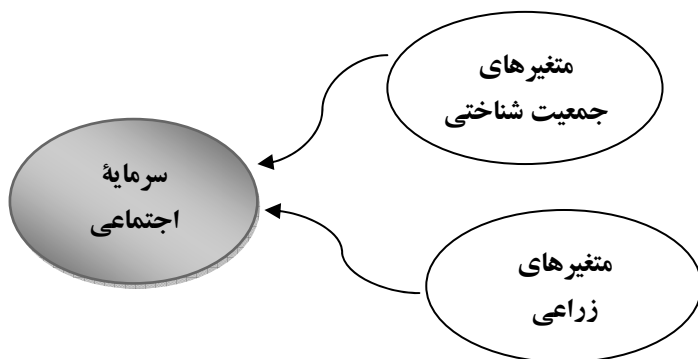 متغیرهای
جمعیت شناختی
سرمایۀ
اجتماعی
متغیرهای
زراعی